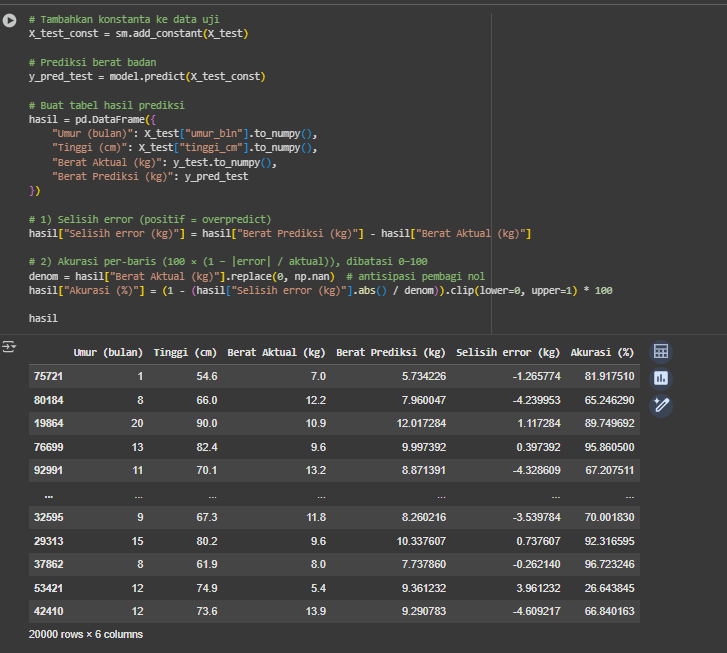 # Tambahkan konstanta ke data uji
X_test_const = sm.add_constant(X_test)
# Prediksi berat badan
y_pred_test = model.predict(X_test_const)
# Buat tabel hasil prediksi
hasil = pd.DataFrame({
"Umur (bulan)": X_test["umur_bln"].to_numpy(),
"Tinggi (cm)": X_test["tinggi_cm"].to_numpy(),
"Berat Aktual (kg)": y_test.to_numpy(),
"Berat Prediksi (kg)": y_pred_test
})
# 1) Selisih error (positif = overpredict)
hasil["Selisih error (kg)"] = hasil["Berat Prediksi (kg)"] - hasil["Berat Aktual (kg)"]
# 2) Akurasi per-baris (100 × (1 − |error| / aktual)), dibatasi 0–100
denom = hasil["Berat Aktual (kg)"].replace(0, np.nan)  # antisipasi pembagi nol
hasil["Akurasi (%)"] = (1 - (hasil["Selisih error (kg)"].abs() / denom)).clip(lower=0, upper=1) * 100
hasil
Umur (bulan) Tinggi (cm) Berat Aktual (kg) Berat Prediksi (kg) Selisih error (kg) Akurasi (%)
75721 1 54.6 7.0 5.734226 -1.265774 81.917510
80184 8 66.0 12.2 7.960047 -4.239953 65.246290
19864 20 90.0 10.9 12.017284 1.117284 89.749692
76699 13 82.4 9.6 9.997392 0.397392 95.860500
92991 11 70.1 13.2 8.871391 -4.328609 67.207511
... ... ... ... ... ... ...
32595 9 67.3 11.8 8.260216 -3.539784 70.001830
29313 15 80.2 9.6 10.337607 0.737607 92.316595
37862 8 61.9 8.0 7.737860 -0.262140 96.723246
53421 12 74.9 5.4 9.361232 3.961232 26.643845
42410 12 73.6 13.9 9.290783 -4.609217 66.840163
20000 rows × 6 columns